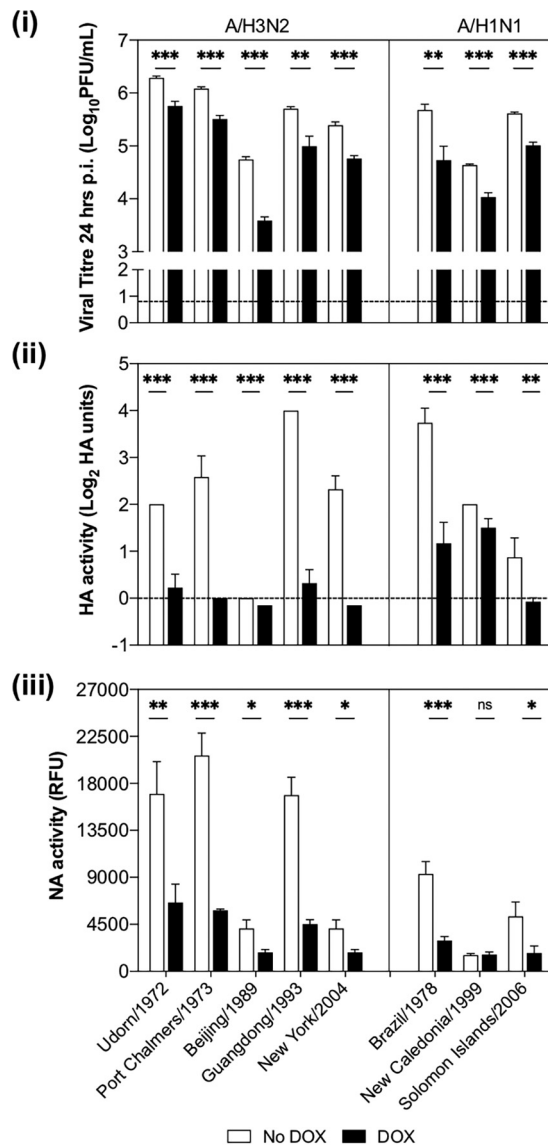 (i)
A/H3N2 A/H1N1
Viral Titre 24 hrs p.i. (Log10PFU/mL)
7
6
5
4
3
2
1
0
*** *** *** ** *** ** *** ***
(ii)
HA activity (Log2 HA units)
5
4
3
2
1
0
-1
*** *** *** *** *** *** *** **
(iii)
NA activity (RFU)
27000
22500
18000
13500
9000
4500
0
** *** * *** * *** ns *
Udorn/1972
Port Chalmers/1973
Beijing/1989
Guangdong/1993
New York/2004
Brazil/1978
New Caledonia/1999
Solomon Islands/2006
No DOX DOX